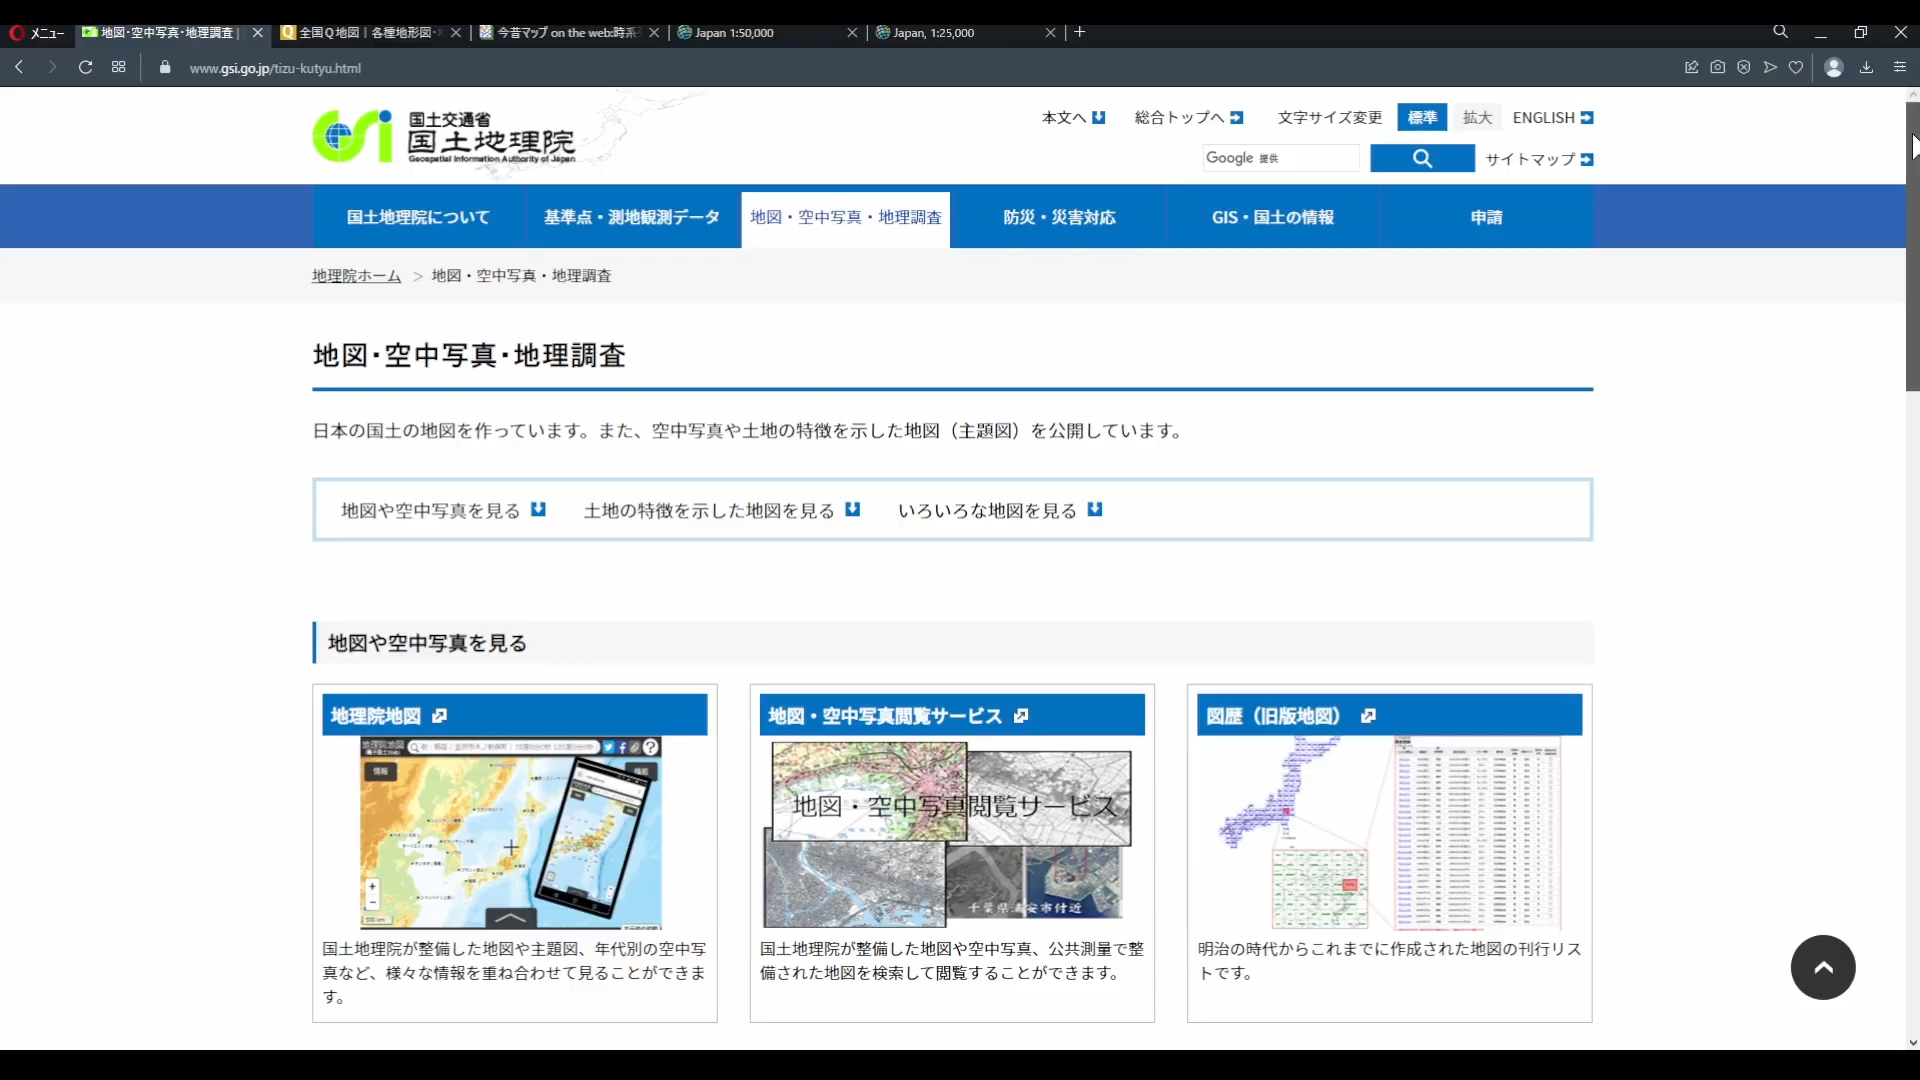 メニュー
地図･空中写真･地理調査 |
全国Q地図 | 各種地形図･
今昔マップ on the web:時系
Japan 1:50,000
Japan, 1:25,000
www.gsi.go.jp/tizu-kutyu.html
国土交通省
国土地理院
Geospatial Information Authority of Japan
本文へ
総合トップへ
文字サイズ変更
標準
拡大
ENGLISH
Google 提供
サイトマップ
国土地理院について
基準点・測地観測データ
地図・空中写真・地理調査
防災・災害対応
GIS・国土の情報
申請
地理院ホーム > 地図・空中写真・地理調査
地図･空中写真･地理調査
日本の国土の地図を作っています。また、空中写真や土地の特徴を示した地図（主題図）を公開しています。
地図や空中写真を見る
土地の特徴を示した地図を見る
いろいろな地図を見る
地図や空中写真を見る
地理院地図
地理院地図
情報
国土地理院が整備した地図や主題図、年代別の空中写
真など、様々な情報を重ね合わせて見ることができま
す。
地図・空中写真閲覧サービス
地図・空中写真閲覧サービス
千葉県浦安市付近
国土地理院が整備した地図や空中写真、公共測量で整
備された地図を検索して閲覧することができます。
図歴（旧版地図）
明治の時代からこれまでに作成された地図の刊行リス
トです。